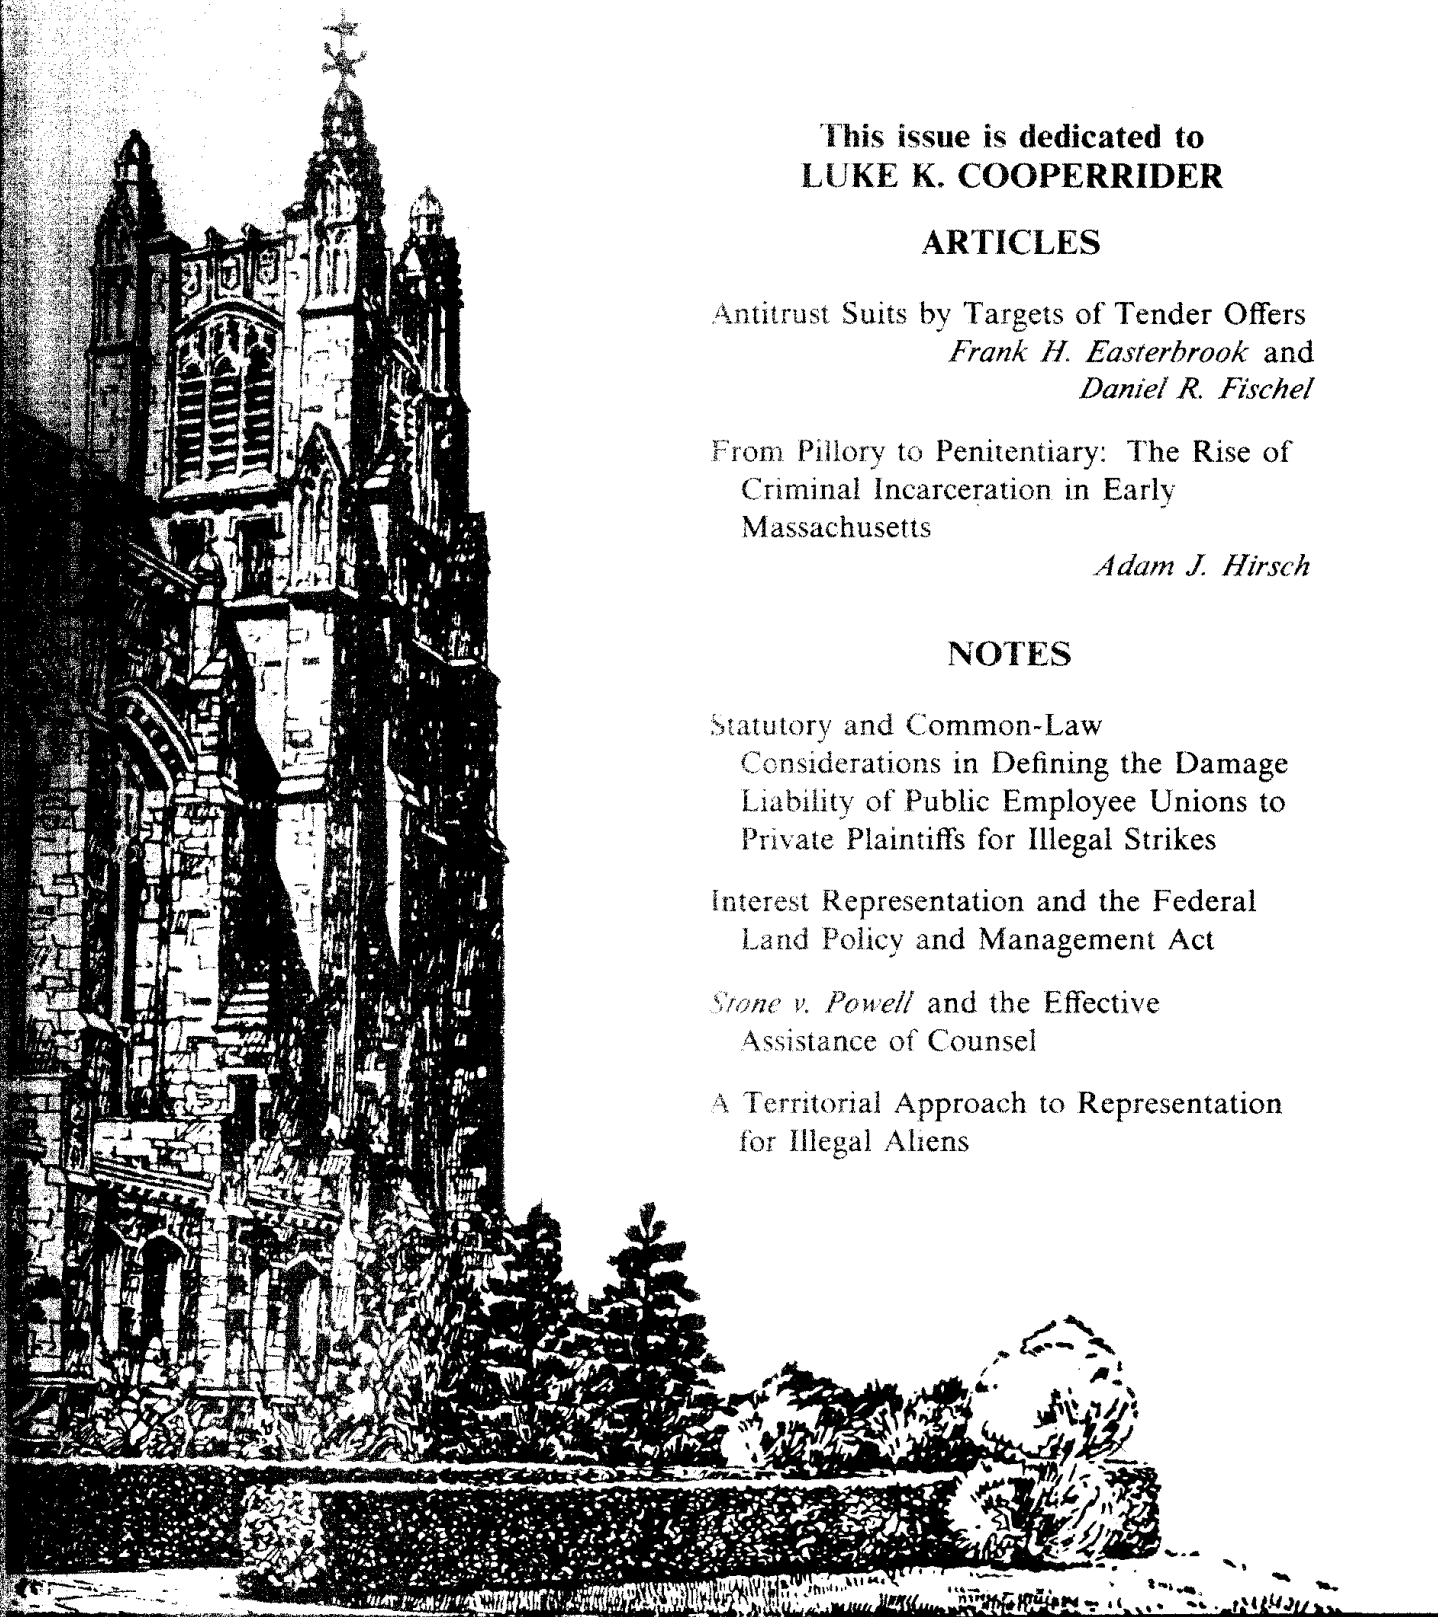 This issue is dedicated to
LUKE K. COOPERRIDER
ARTICLES
Antitrust Suits by Targets of Tender Offers
Frank H. Easterbrook and
Daniel R. Fischel
From Pillory to Penitentiary: The Rise of
Criminal Incarceration in Early
Massachusetts
Adam J. Hirsch
NOTES
Statutory and Common-Law
Considerations in Defining the Damage
Liability of Public Employee Unions to
Private Plaintiffs for Illegal Strikes
Interest Representation and the Federal
Land Policy and Management Act
Stone v. Powell and the Effective
Assistance of Counsel
A Territorial Approach to Representation
for Illegal Aliens